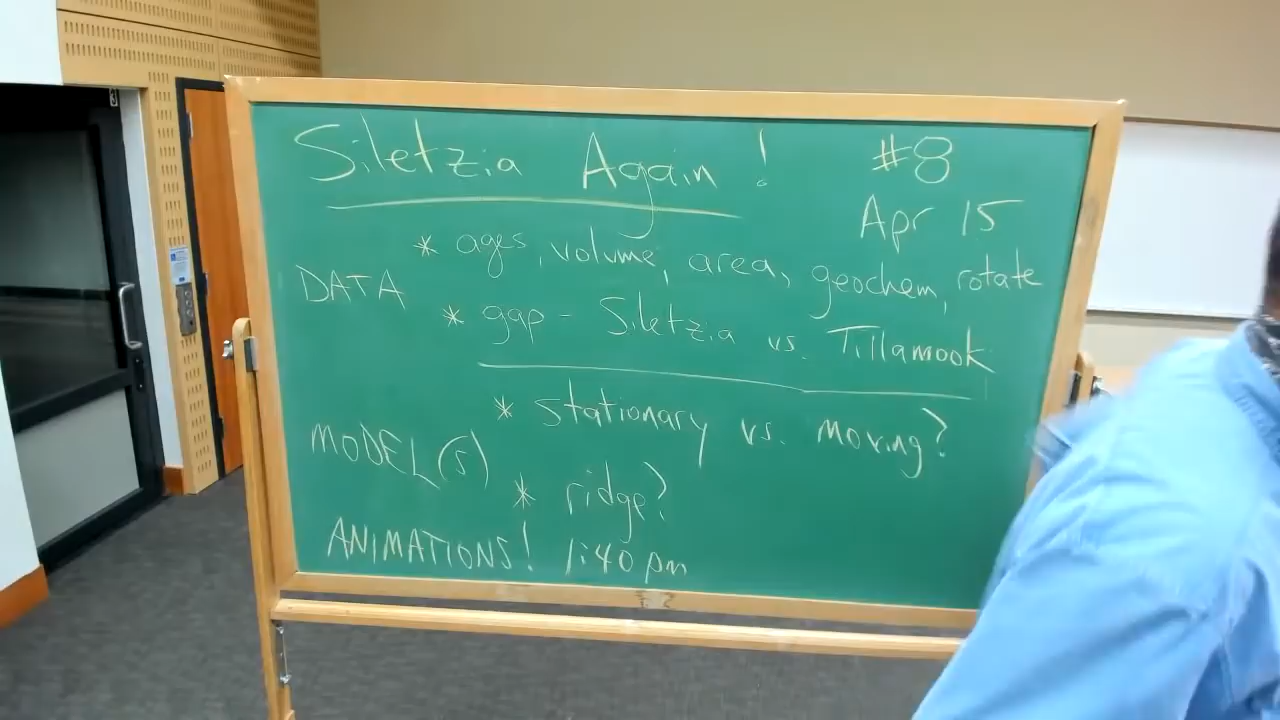 Siletzia Again! #8
Apr 15
* ages, volume, area, geochem, rotate
DATA
* gap - Siletzia vs. Tillamook
* stationary vs. moving?
MODEL(S)
* ridge?
ANIMATIONS! 1:40 pm